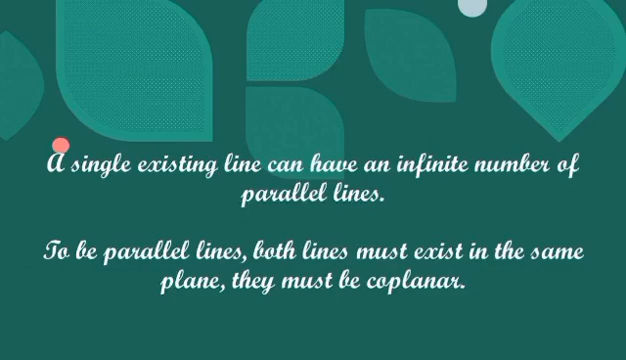 A single existing line can have an infinite number of
parallel lines.
To be parallel lines, both lines must exist in the same
plane, they must be coplanar.